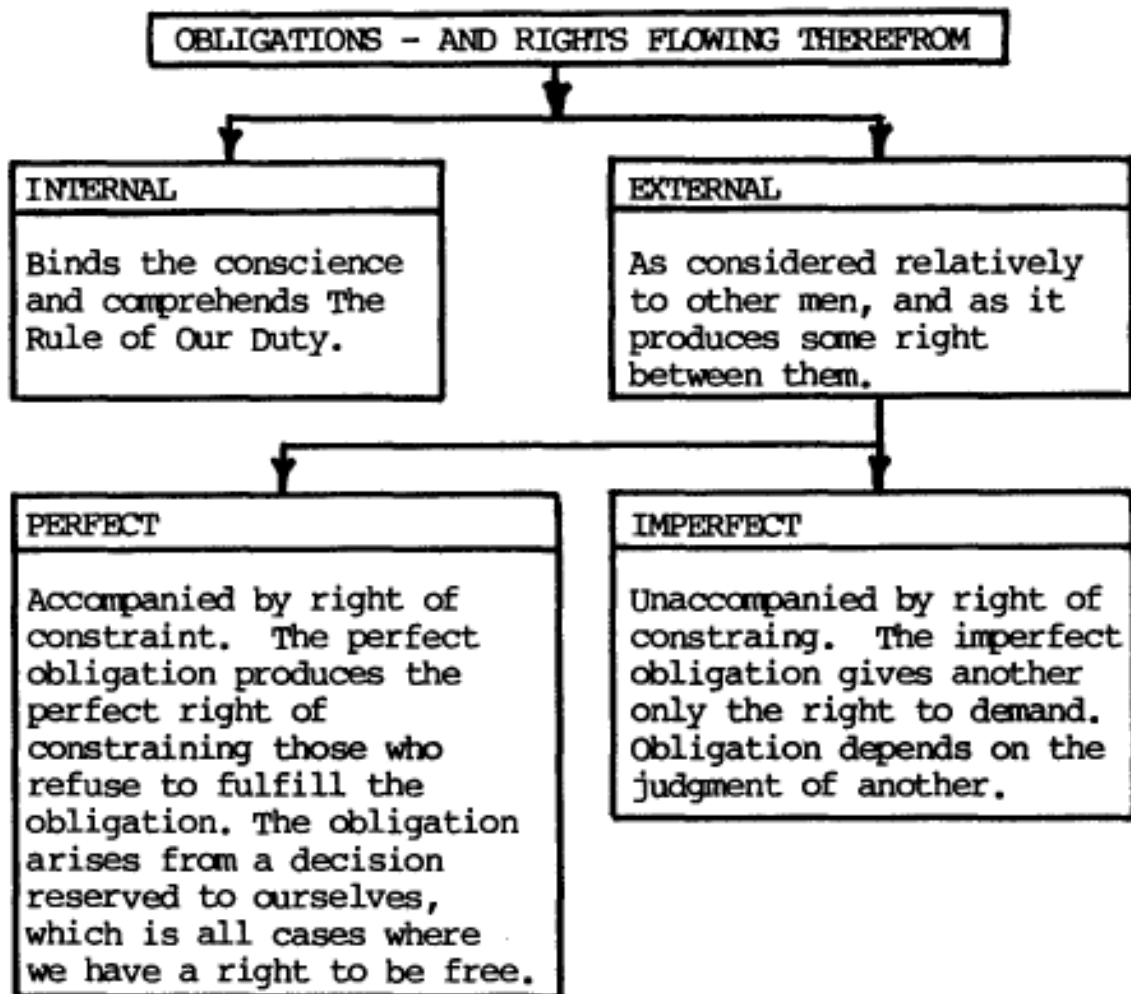 OBLIGATIONS - AND RIGHTS FLOWING THEREFROM
INTERNAL
Binds the conscience
and comprehends The
Rule of Our Duty.
EXTERNAL
As considered relatively
to other men, and as it
produces some right
between them.
PERFECT
Accompanied by right of
constraint. The perfect
obligation produces the
perfect right of
constraining those who
refuse to fulfill the
obligation. The obligation
arises from a decision
reserved to ourselves,
which is all cases where
we have a right to be free.
IMPERFECT
Unaccompanied by right of
constraing. The imperfect
obligation gives another
only the right to demand.
Obligation depends on the
judgment of another.